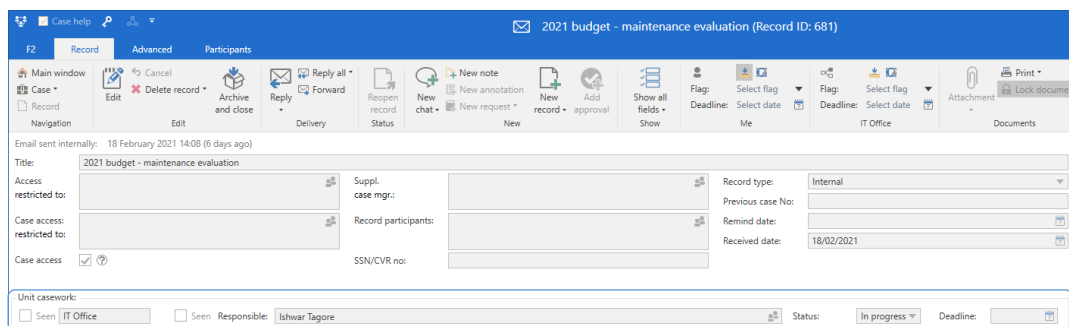 Case help
2021 budget - maintenance evaluation (Record ID: 681)
F2 Record Advanced Participants
Main window
Case
Record
Navigation
Edit
Cancel
Delete record
Archive and close
Edit
Reply
Reply all
Forward
Delivery
Reopen record
Status
New chat
New note
New annotation
New request
New record
Add approval
New
Show all fields
Show
Flag: Select flag
Deadline: Select date
Me
Flag: Select flag
Deadline: Select date
IT Office
Attachment
Print
Lock docume
Documents
Email sent internally: 18 February 2021 14:08 (6 days ago)
Title: 2021 budget - maintenance evaluation
Access restricted to:
Suppl. case mgr.:
Record type: Internal
Previous case No:
Case access: restricted to:
Record participants:
Remind date:
Received date: 18/02/2021
Case access
SSN/CVR no:
Unit casework:
Seen IT Office Seen Responsible: Ishwar Tagore Status: In progress Deadline: